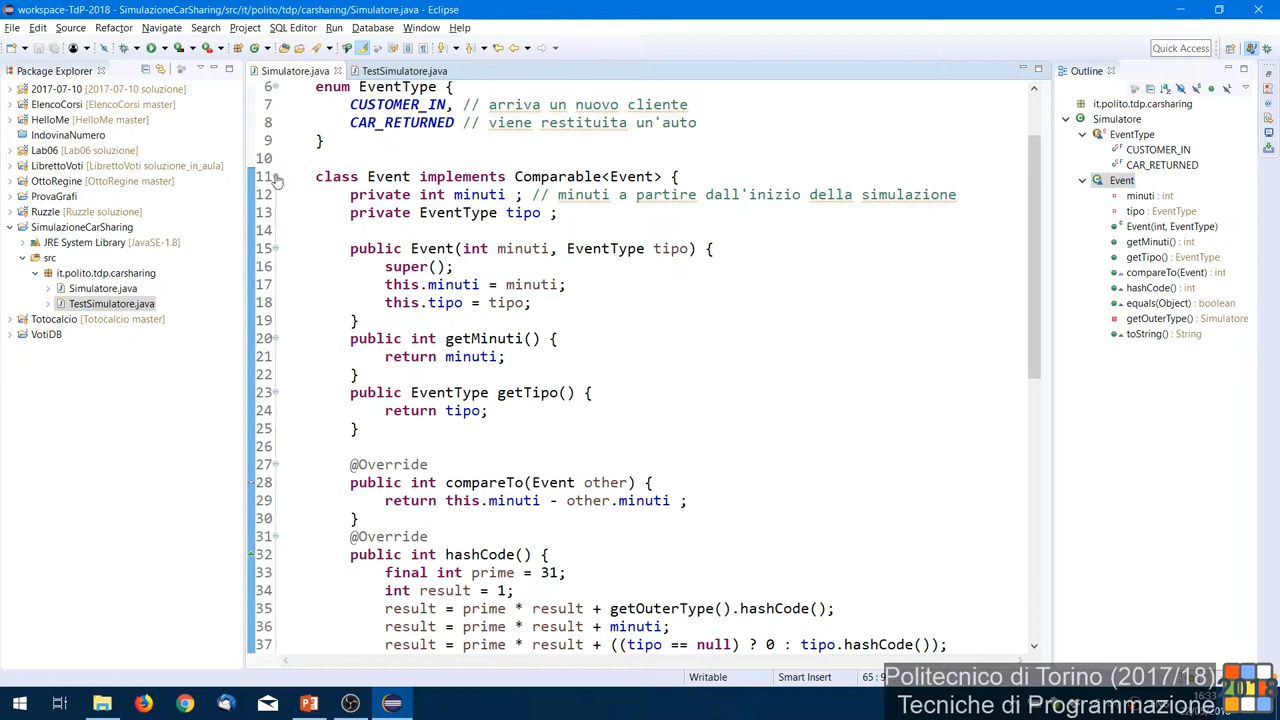 workspace-TdP-2018 - SimulazioneCarSharing/src/it/polito/tdp/carsharing/Simulatore.java - Eclipse
File Edit Source Refactor Navigate Search Project SQL Editor Run Database Window Help
Quick Access
Package Explorer
Simulatore.java
TestSimulatore.java
Outline
2017-07-10 (2017-07-10 soluzione)
ElencoCorsi (ElencoCorsi master)
HelloMe (HelloMe master)
IndovinaNumero
Lab06 (Lab06 soluzione)
LibrettoVoti (LibrettoVoti soluzione_in_aula)
OttoRegine (OttoRegine master)
ProvaGrafi
Ruzzle (Ruzzle soluzione)
SimulazioneCarSharing
JRE System Library [JavaSE-1.8]
src
it.polito.tdp.carsharing
Simulatore.java
TestSimulatore.java
Totocalcio (Totocalcio master)
VotiDB
6 enum EventType {
7 CUSTOMER_IN, // arriva un nuovo cliente
8 CAR_RETURNED // viene restituita un'auto
9 }
10
11 class Event implements Comparable<Event> {
12 private int minuti ; // minuti a partire dall'inizio della simulazione
13 private EventType tipo ;
14
15 public Event(int minuti, EventType tipo) {
16 super();
17 this.minuti = minuti;
18 this.tipo = tipo;
19 }
20 public int getMinuti() {
21 return minuti;
22 }
23 public EventType getTipo() {
24 return tipo;
25 }
26
27 @Override
28 public int compareTo(Event other) {
29 return this.minuti - other.minuti ;
30 }
31 @Override
32 public int hashCode() {
33 final int prime = 31;
34 int result = 1;
35 result = prime * result + getOuterType().hashCode();
36 result = prime * result + minuti;
37 result = prime * result + ((tipo == null) ? 0 : tipo.hashCode());
it.polito.tdp.carsharing
Simulatore
EventType
CUSTOMER_IN
CAR_RETURNED
Event
minuti : int
tipo : EventType
Event(int, EventType)
getMinuti() : int
getTipo() : EventType
compareTo(Event) : int
hashCode() : int
equals(Object) : boolean
getOuterType() : Simulatore
toString() : String
Writable
Smart Insert
65 : 9
Politecnico di Torino (2017/18)
Tecniche di Programmazione
2018
16:33